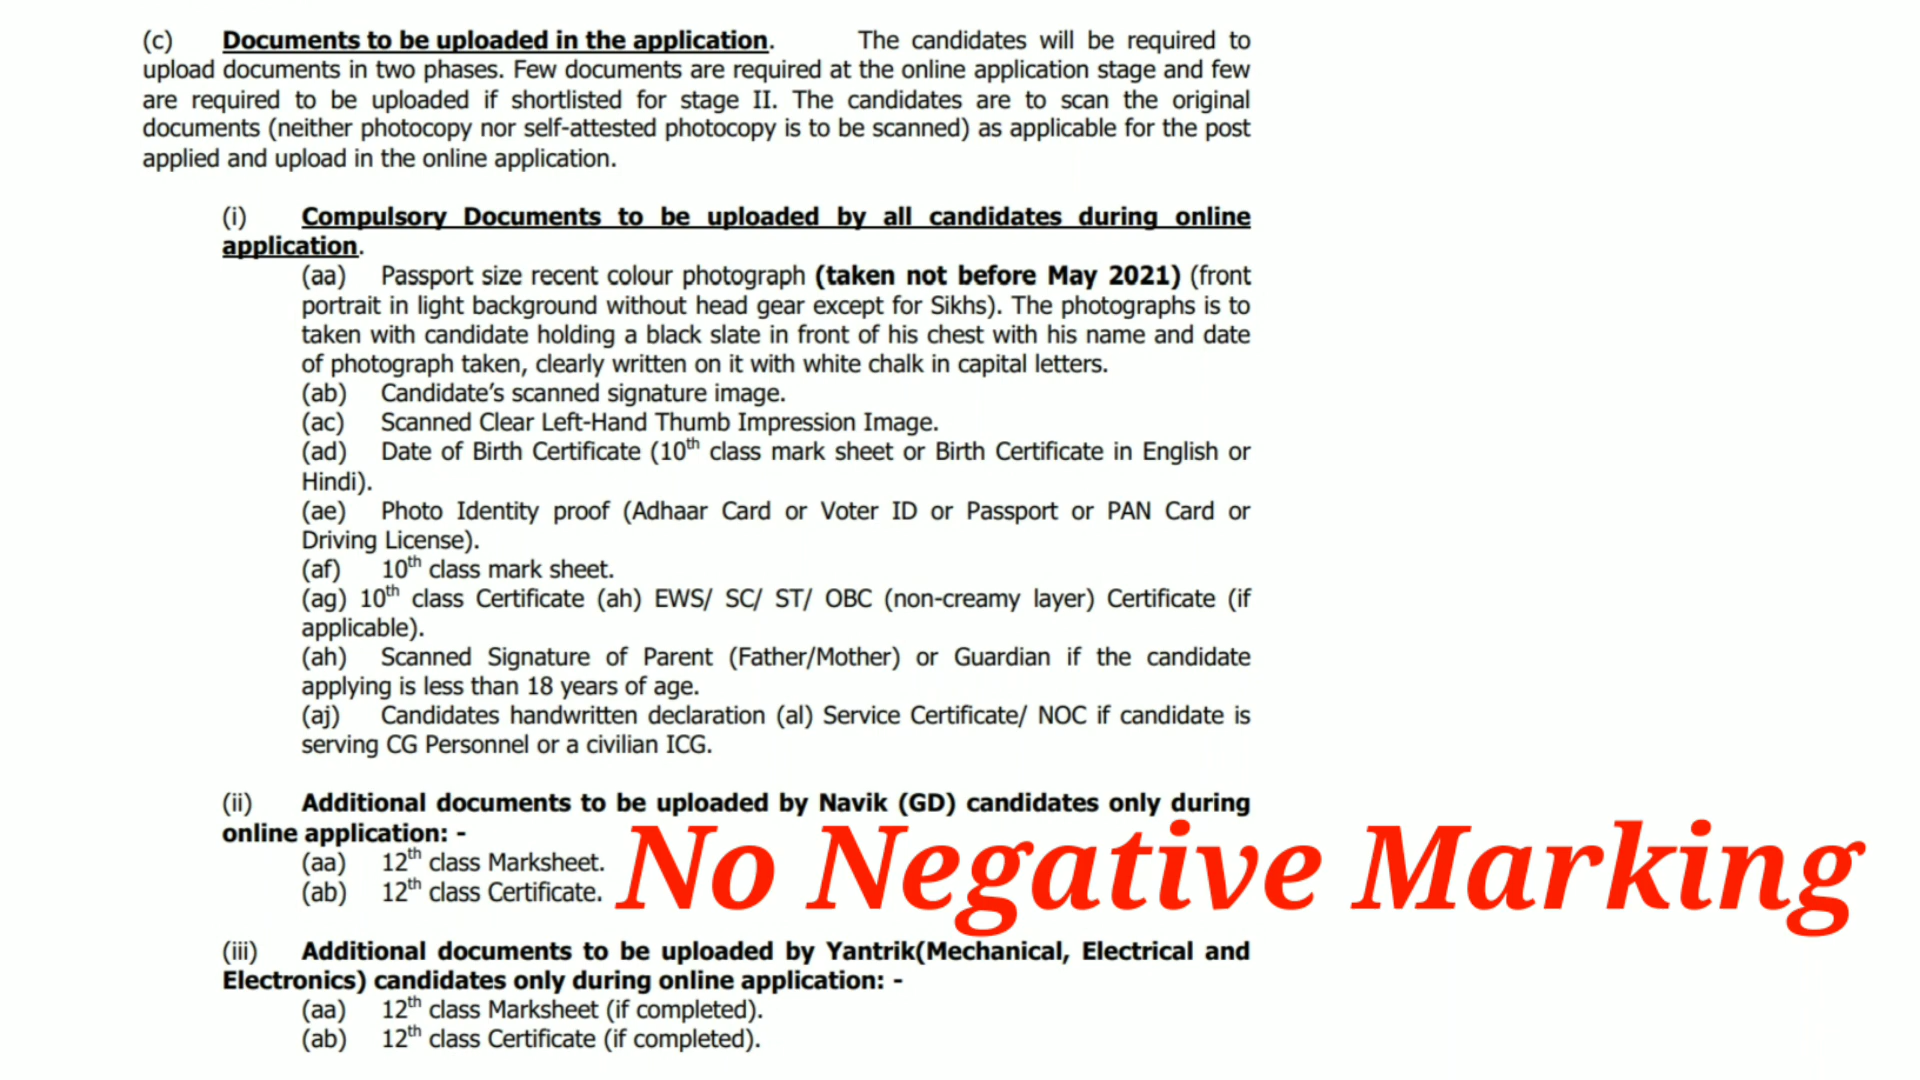 (c) Documents to be uploaded in the application. The candidates will be required to
upload documents in two phases. Few documents are required at the online application stage and few
are required to be uploaded if shortlisted for stage II. The candidates are to scan the original
documents (neither photocopy nor self-attested photocopy is to be scanned) as applicable for the post
applied and upload in the online application.
(i) Compulsory Documents to be uploaded by all candidates during online
application.
(aa) Passport size recent colour photograph (taken not before May 2021) (front
portrait in light background without head gear except for Sikhs). The photographs is to
taken with candidate holding a black slate in front of his chest with his name and date
of photograph taken, clearly written on it with white chalk in capital letters.
(ab) Candidate's scanned signature image.
(ac) Scanned Clear Left-Hand Thumb Impression Image.
(ad) Date of Birth Certificate (10th class mark sheet or Birth Certificate in English or
Hindi).
(ae) Photo Identity proof (Adhaar Card or Voter ID or Passport or PAN Card or
Driving License).
(af) 10th class mark sheet.
(ag) 10th class Certificate (ah) EWS/ SC/ ST/ OBC (non-creamy layer) Certificate (if
applicable).
(ah) Scanned Signature of Parent (Father/Mother) or Guardian if the candidate
applying is less than 18 years of age.
(aj) Candidates handwritten declaration (al) Service Certificate/ NOC if candidate is
serving CG Personnel or a civilian ICG.
(ii) Additional documents to be uploaded by Navik (GD) candidates only during
online application: -
(aa) 12th class Marksheet.
(ab) 12th class Certificate.
No Negative Marking
(iii) Additional documents to be uploaded by Yantrik(Mechanical, Electrical and
Electronics) candidates only during online application: -
(aa) 12th class Marksheet (if completed).
(ab) 12th class Certificate (if completed).